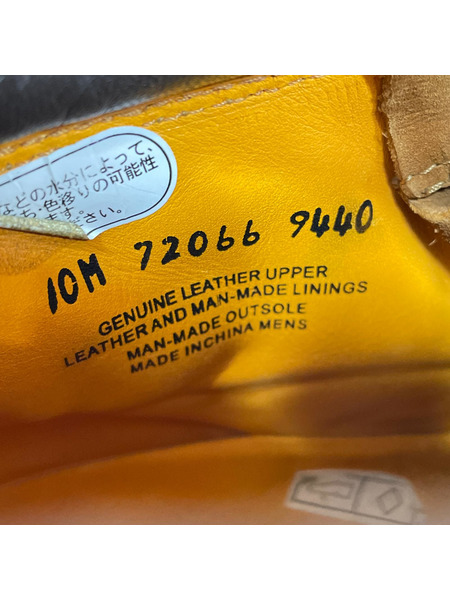 などの水分によって、
色移りの可能性
さい。
10M 72066 9440
GENUINE LEATHER UPPER
LEATHER AND MAN-MADE LININGS
MAN-MADE OUTSOLE
MADE IN CHINA MENS